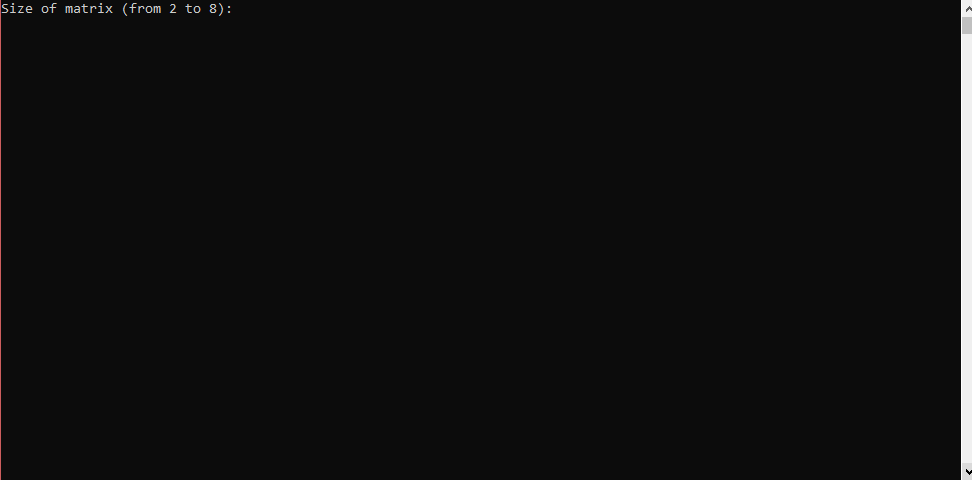 Size of matrix (from 2 to 8):